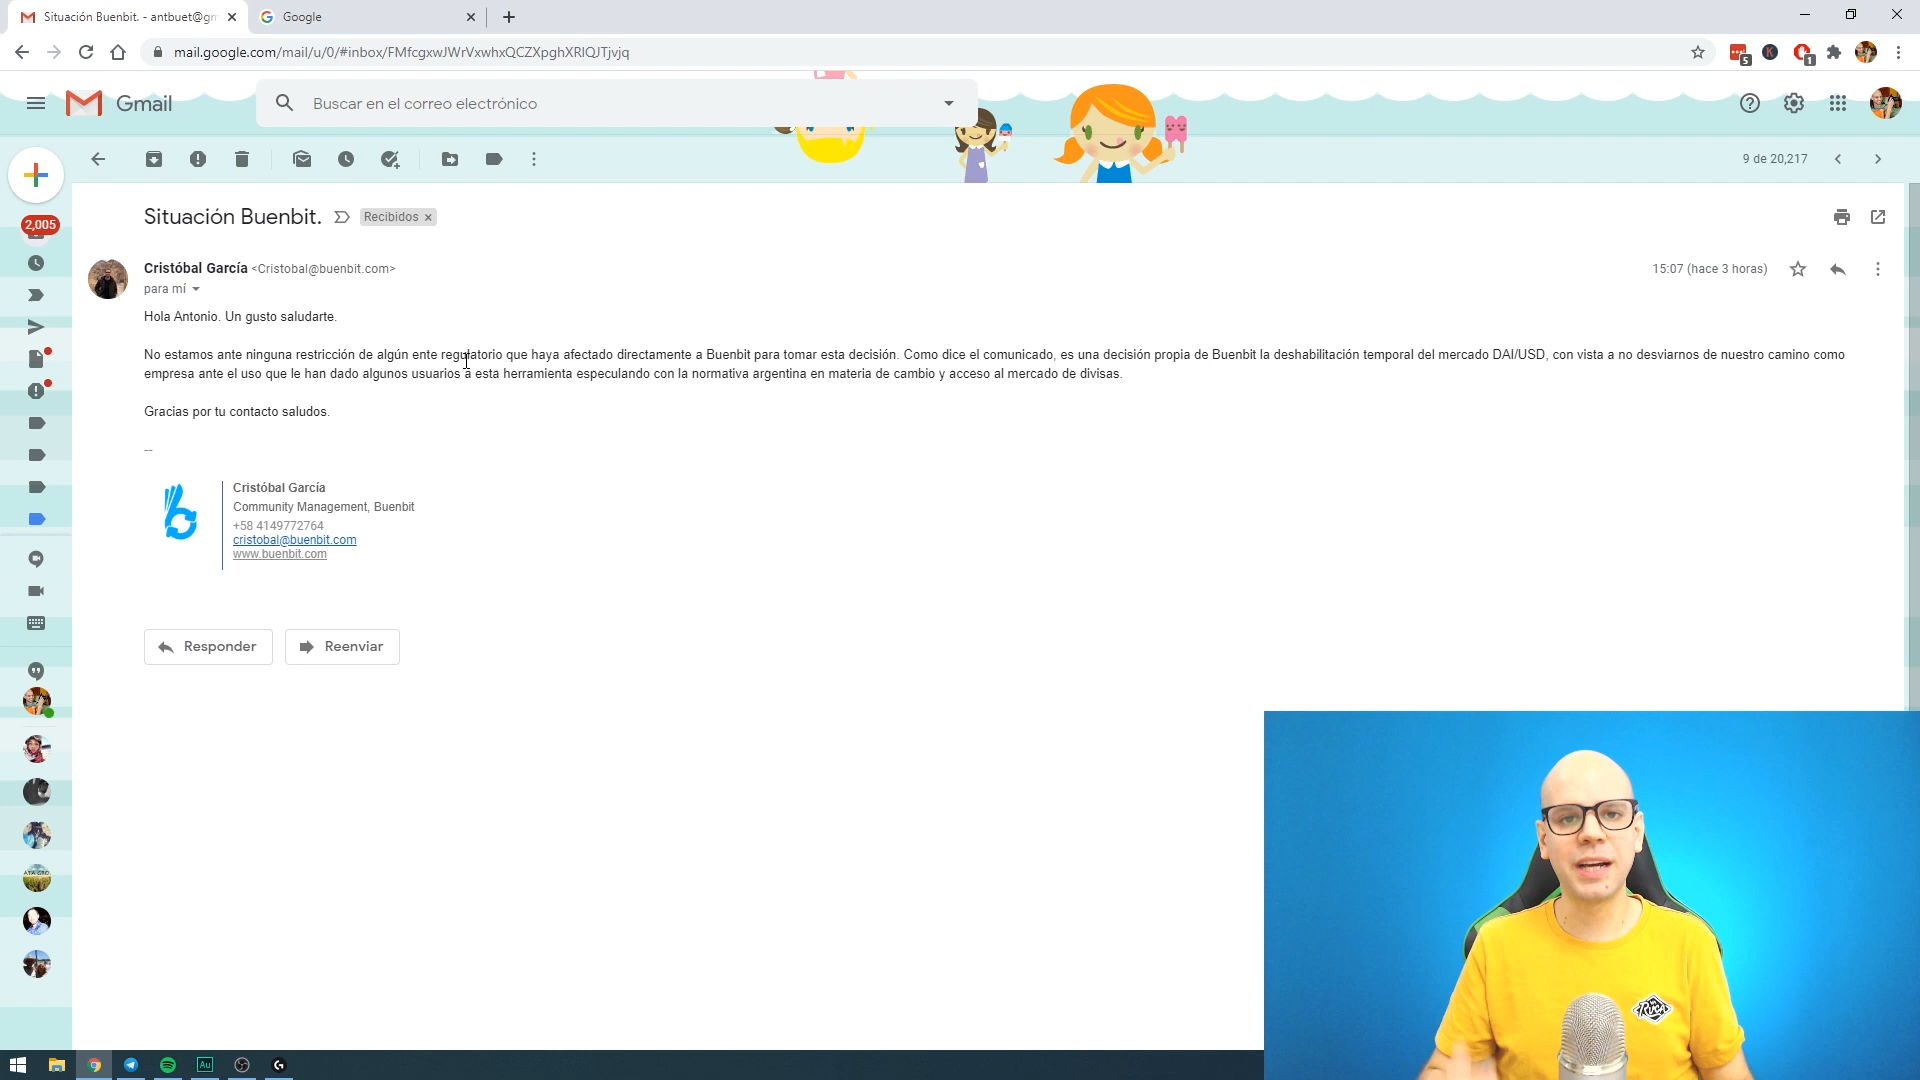 Situación Buenbit. - antbuet@gm
Google
mail.google.com/mail/u/0/#inbox/FMfcgxwJWrVxwhxQCZXpghXRlQJTjvjq
5
K
1
Gmail
Buscar en el correo electrónico
9 de 20,217
2,005
Situación Buenbit.
Recibidos
Cristóbal García <Cristobal@buenbit.com>
15:07 (hace 3 horas)
para mí
Hola Antonio. Un gusto saludarte.
No estamos ante ninguna restricción de algún ente regulatorio que haya afectado directamente a Buenbit para tomar esta decisión. Como dice el comunicado, es una decisión propia de Buenbit la deshabilitación temporal del mercado DAI/USD, con vista a no desviarnos de nuestro camino como
empresa ante el uso que le han dado algunos usuarios a esta herramienta especulando con la normativa argentina en materia de cambio y acceso al mercado de divisas.
Gracias por tu contacto saludos.
--
Cristóbal García
Community Management, Buenbit
+58 4149772764
cristobal@buenbit.com
www.buenbit.com
Responder
Reenviar
Au
RUCA